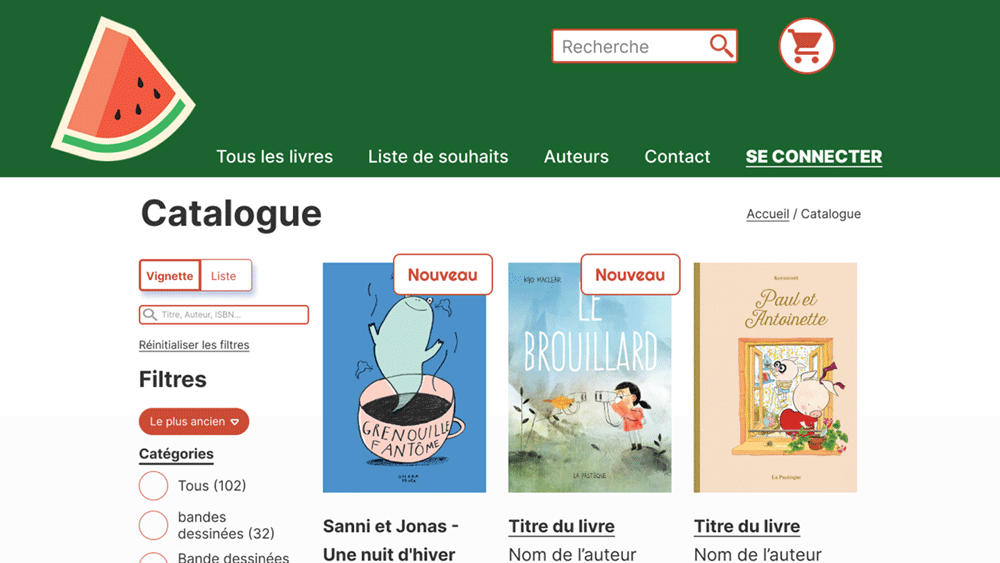 Recherche
Tous les livres
Liste de souhaits
Auteurs
Contact
SE CONNECTER
Catalogue
Accueil / Catalogue
Vignette
Liste
Titre, Auteur, ISBN...
Réinitialiser les filtres
Filtres
Le plus ancien
Catégories
Tous (102)
bandes
dessinées (32)
Bande dessinées
Nouveau
GRENOUILLE
FANTÔME
Sanni et Jonas -
Une nuit d'hiver
Nouveau
KYO MACLEAR
LE
BROUILLARD
LA PASTÈQUE
Titre du livre
Nom de l’auteur
Kerascoët
Paul et
Antoinette
La Pastèque
Titre du livre
Nom de l’auteur